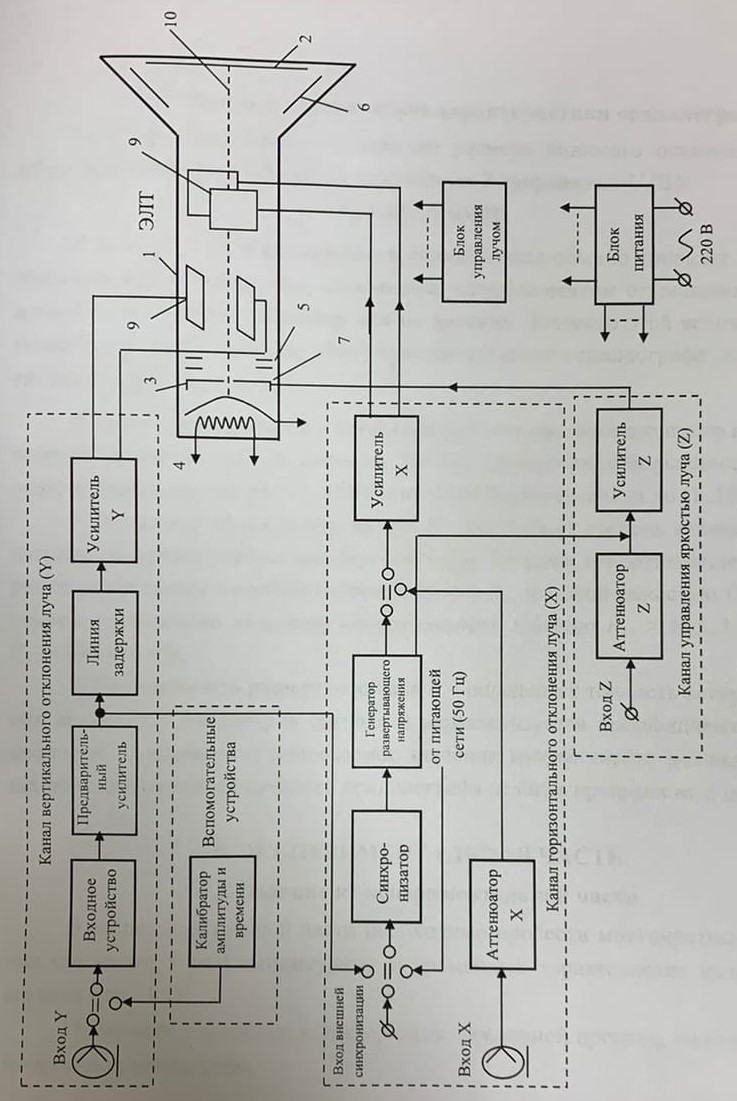 Канал вертикального отклонения луча (Y)
Вход Y
Входное
устройство
Предваритель-
ный
усилитель
Линия
задержки
Усилитель
Y
Калибратор
амплитуды и
времени
Вспомогательные
устройства
ЭЛТ
1
2
3
4
5
6
7
9
9
10
Вход внешней
синхронизации
Синхро-
низатор
Генератор
развертывающего
напряжения
от питающей
сети (50 Гц)
Усилитель
X
Вход X
Аттенюатор
X
Канал горизонтального отклонения луча (X)
Вход Z
Аттенюатор
Z
Усилитель
Z
Канал управления яркостью луча (Z)
Блок
управления
лучом
Блок
питания
220 В